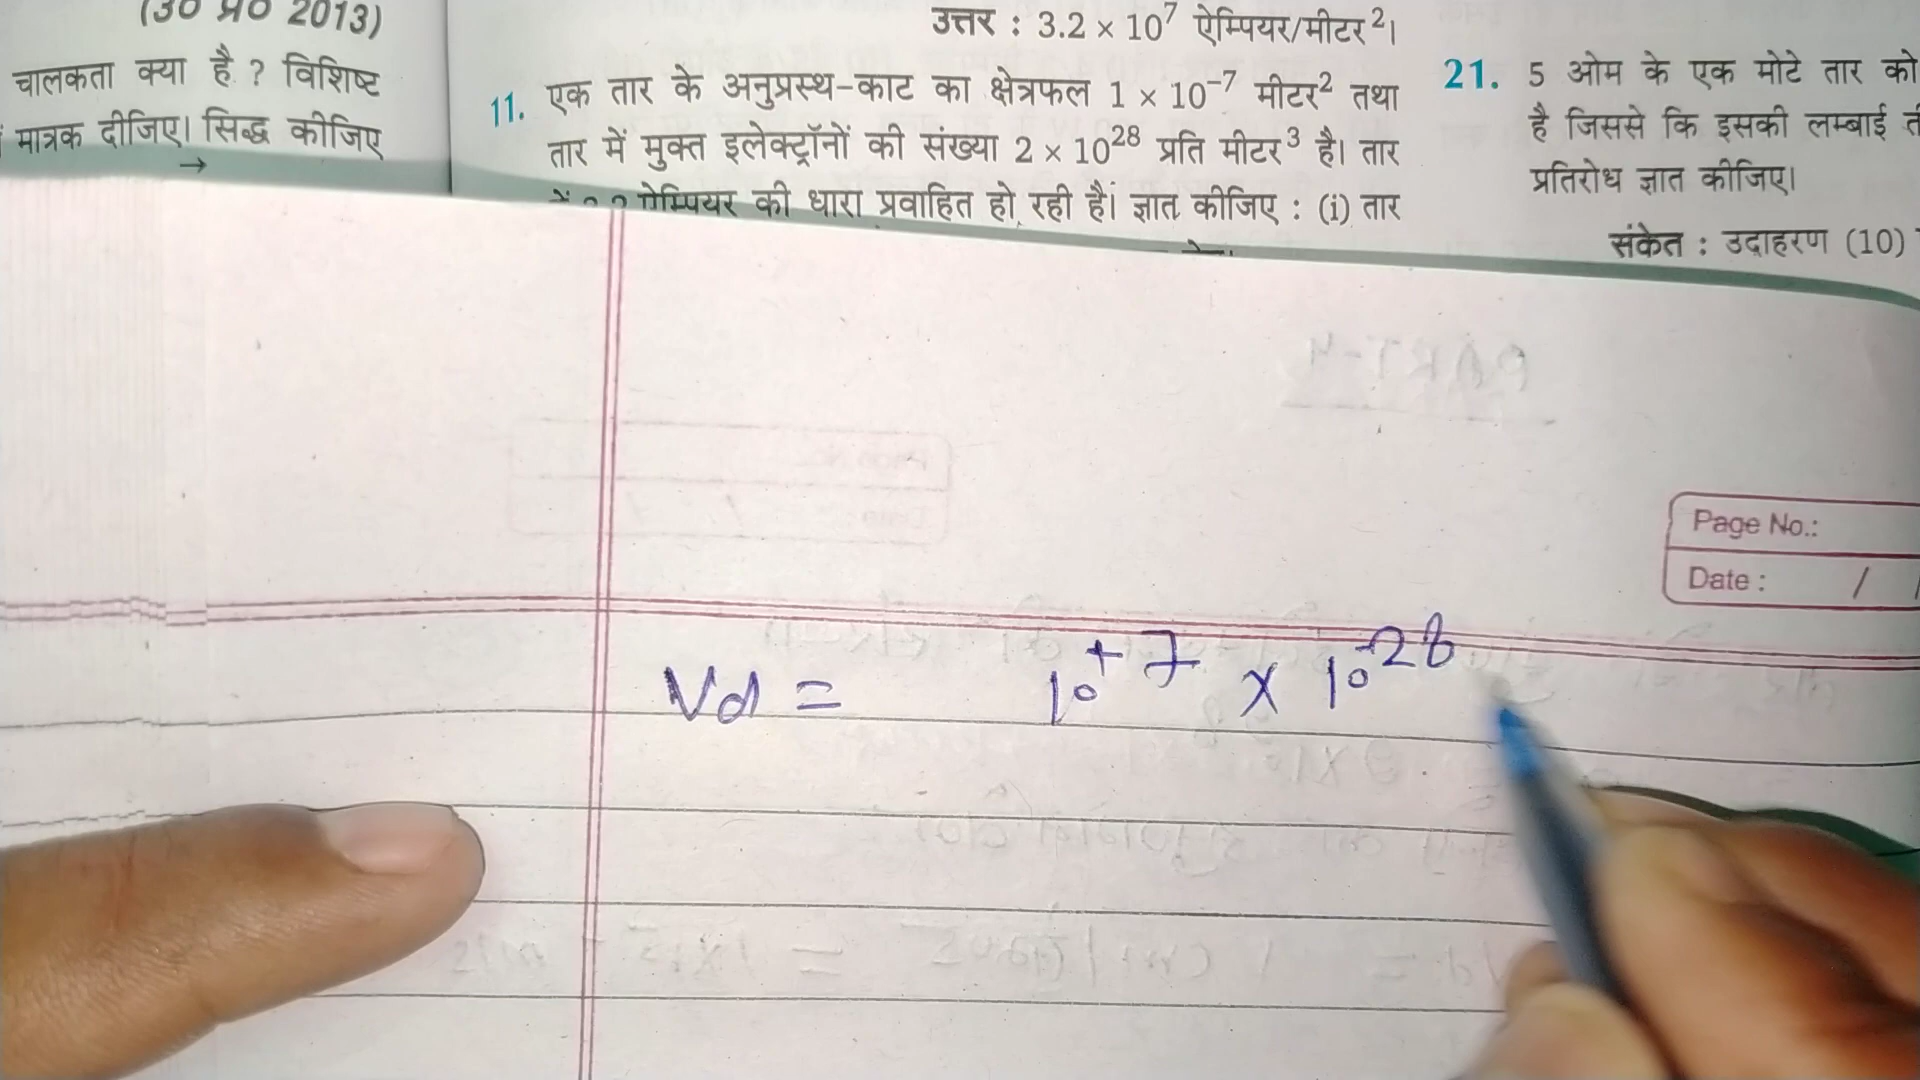 (उ० प्र० 2013)
चालकता क्या है ? विशिष्ट
मात्रक दीजिए। सिद्ध कीजिए
→
उत्तर : 3.2 × 10⁷ ऐम्पियर/मीटर²।
11. एक तार के अनुप्रस्थ-काट का क्षेत्रफल 1 × 10⁻⁷ मीटर² तथा
तार में मुक्त इलेक्ट्रॉनों की संख्या 2 × 10²⁸ प्रति मीटर³ है। तार
में ऐम्पियर की धारा प्रवाहित हो रही है। ज्ञात कीजिए : (i) तार
21. 5 ओम के एक मोटे तार को
है जिससे कि इसकी लम्बाई
प्रतिरोध ज्ञात कीजिए।
संकेत : उदाहरण (10)
Page No.:
Date : /
Vd = 10⁺⁷ × 10⁻²⁸